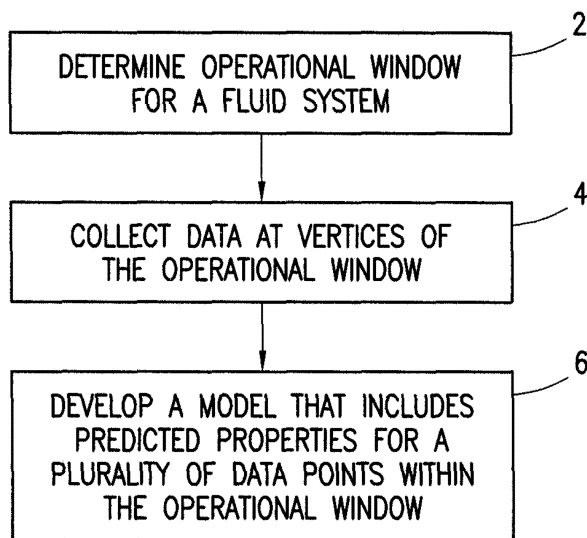 2
DETERMINE OPERATIONAL WINDOW
FOR A FLUID SYSTEM
4
COLLECT DATA AT VERTICES OF
THE OPERATIONAL WINDOW
6
DEVELOP A MODEL THAT INCLUDES
PREDICTED PROPERTIES FOR A
PLURALITY OF DATA POINTS WITHIN
THE OPERATIONAL WINDOW